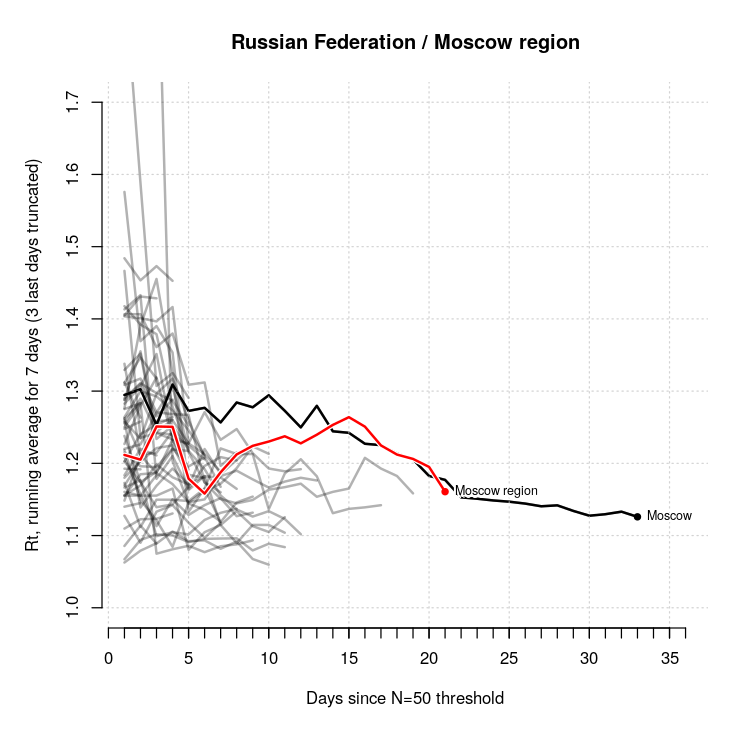 Russian Federation / Moscow region
Rt, running average for 7 days (3 last days truncated)
1.7
1.6
1.5
1.4
1.3
1.2
1.1
1.0
Moscow region
Moscow
0 5 10 15 20 25 30 35
Days since N=50 threshold